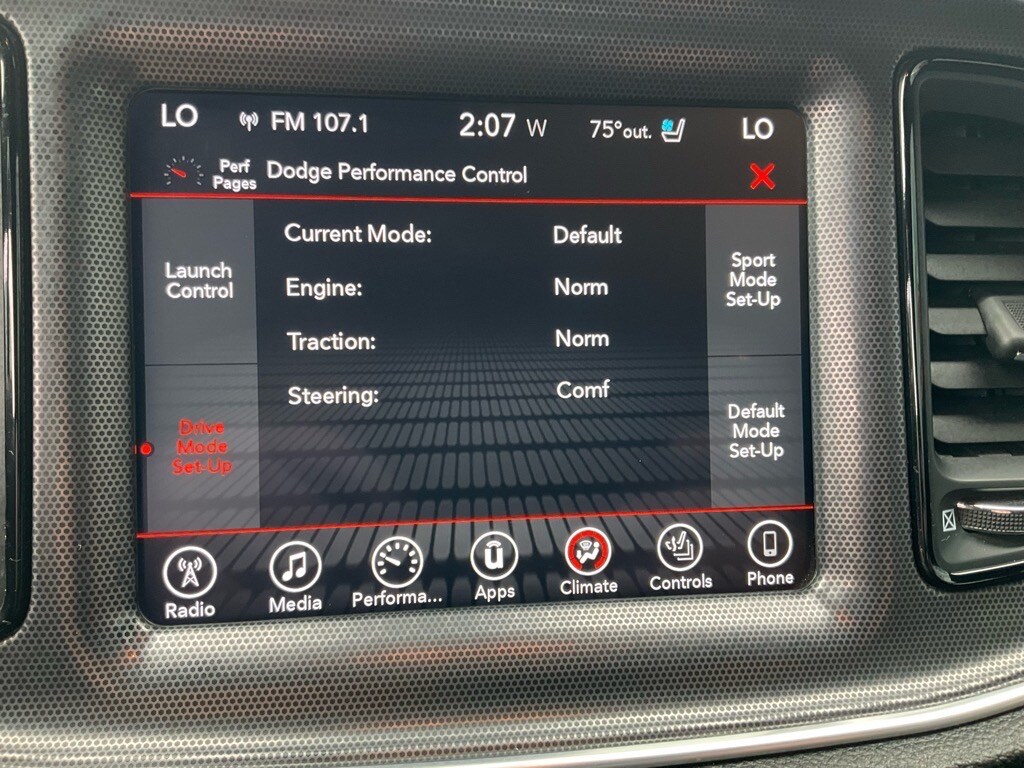 LO FM 107.1 2:07 W 75° out. LO
Perf
Pages
Dodge Performance Control
Launch
Control
Drive
Mode
Set-Up
Current Mode: Default
Engine: Norm
Traction: Norm
Steering: Comf
Sport
Mode
Set-Up
Default
Mode
Set-Up
Radio Media Performa... Apps Climate Controls Phone